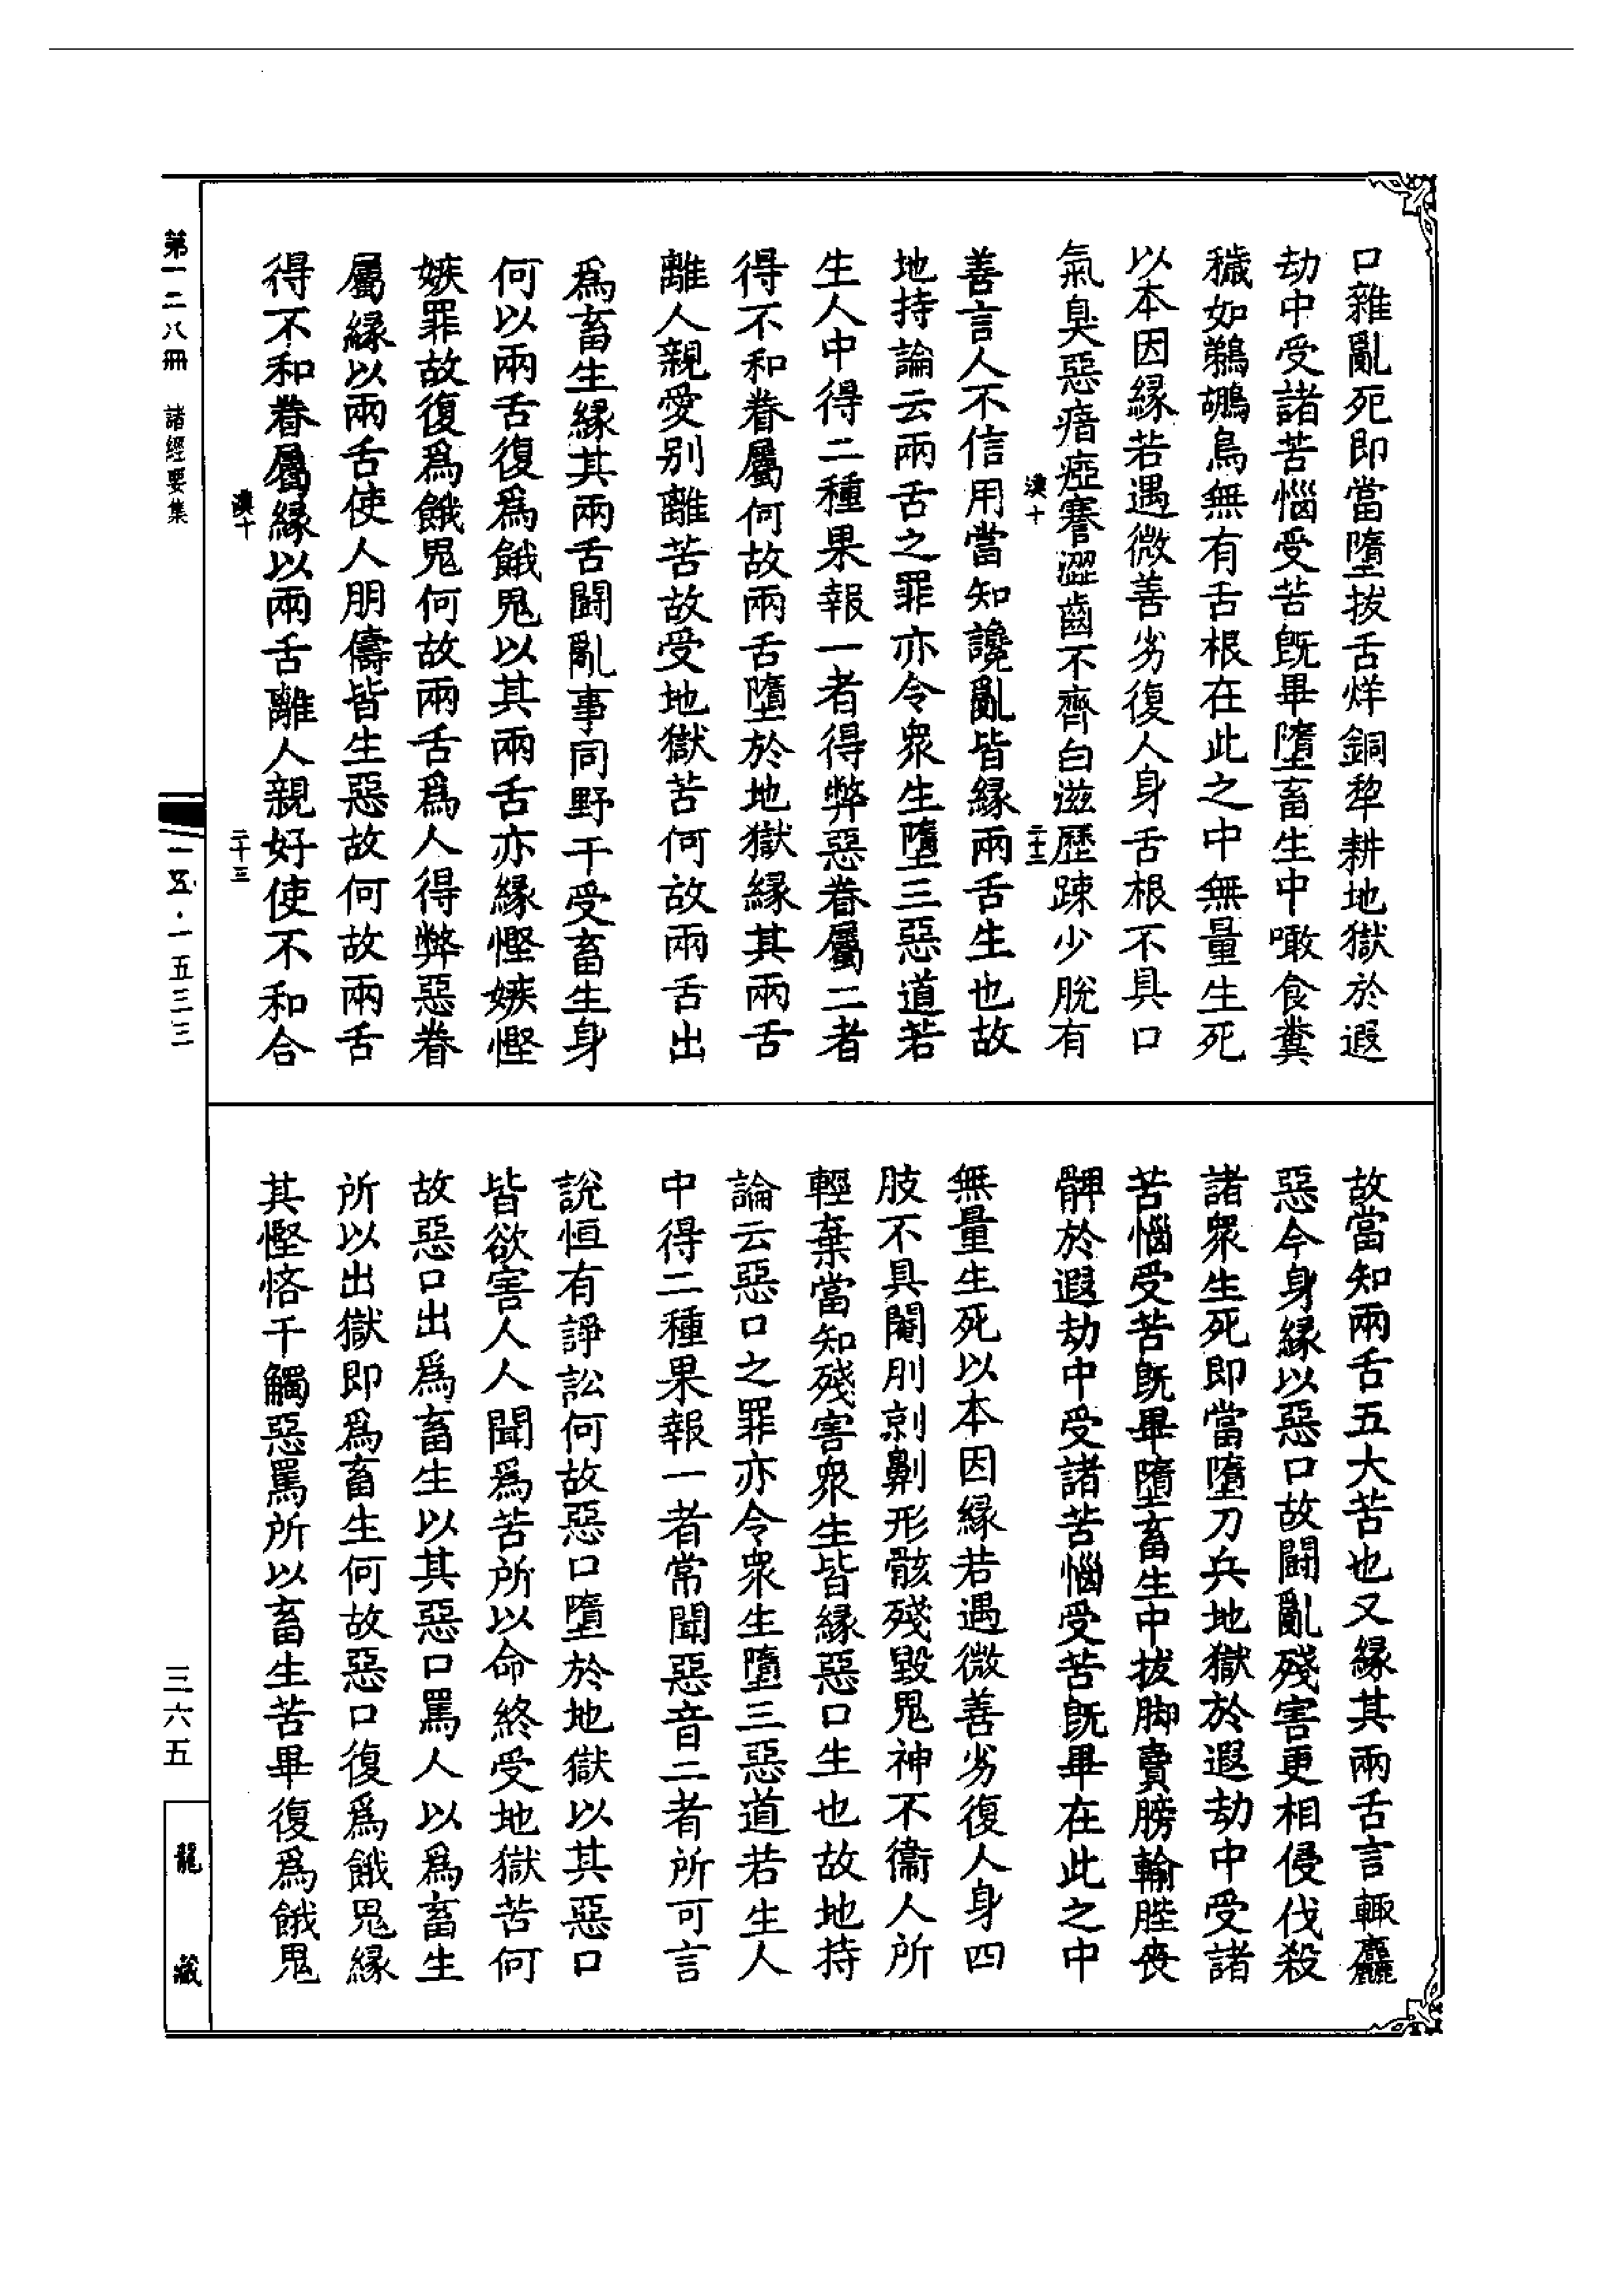 口雜亂死即當墮拔舌烊銅犂耕地獄於遐
劫中受諸苦惱受苦既畢墮畜生中噉食糞
穢如鵜鶘鳥無有舌根在此之中無量生死
以本因緣若遇微善劣復人身舌根不具口
氣臭惡瘖瘂謇澀齒不齊白滋歷踈少脫有
漢十
二十二
善言人不信用當知讒亂皆緣兩舌生也故
地持論云兩舌之罪亦令眾生墮三惡道若
生人中得二種果報一者得弊惡眷屬二者
得不和眷屬何故兩舌墮於地獄緣其兩舌
離人親愛別離苦故受地獄苦何故兩舌出
爲畜生緣其兩舌鬪亂事同野干受畜生身
何以兩舌復爲餓鬼以其兩舌亦緣慳嫉慳
嫉罪故復爲餓鬼何故兩舌爲人得弊惡眷
屬緣以兩舌使人朋儔皆生惡故何故兩舌
得不和眷屬緣以兩舌離人親好使不和合
漢十
二十三
故當知兩舌五大苦也又緣其兩舌言輙麤
惡今身緣以惡口故鬪亂殘害更相侵伐殺
諸眾生死即當墮刀兵地獄於遐劫中受諸
苦惱受苦既畢墮畜生中拔脚賣膀輸䏶喪
髀於遐劫中受諸苦惱受苦既畢在此之中
無量生死以本因緣若遇微善劣復人身四
肢不具閹刖剠劓形骸殘毀鬼神不衞人所
輕棄當知殘害眾生皆緣惡口生也故地持
論云惡口之罪亦令眾生墮三惡道若生人
中得二種果報一者常聞惡音二者所可言
說恒有諍訟何故惡口墮於地獄以其惡口
皆欲害人人聞爲苦所以命終受地獄苦何
故惡口出爲畜生以其惡口罵人以爲畜生
所以出獄即爲畜生何故惡口復爲餓鬼緣
其慳悋干觸惡罵所以畜生苦畢復爲餓鬼
第一二八冊 諸經要集
一五·一五三三
三六五
龍藏